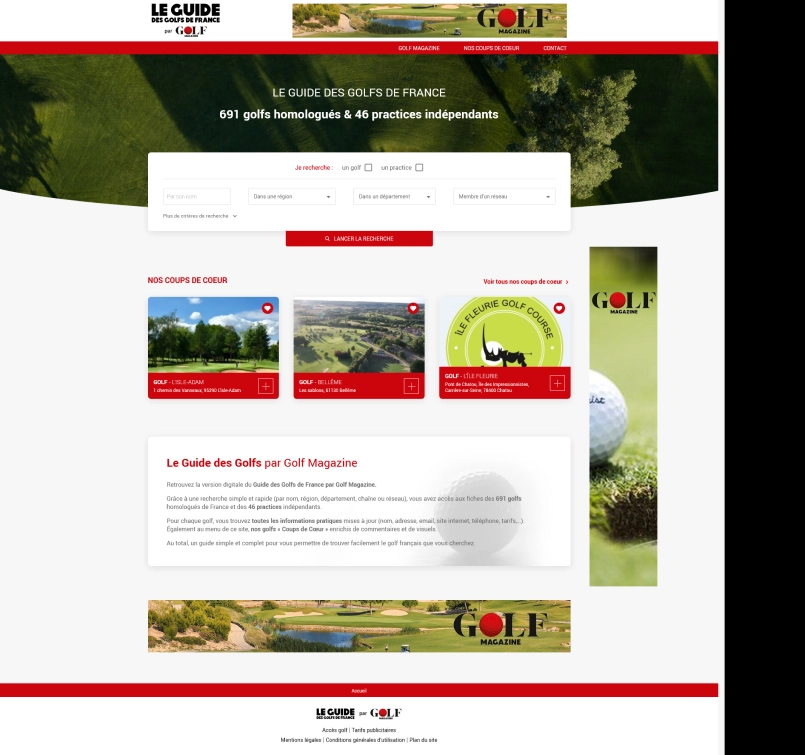 LE GUIDE
DES GOLFS DE FRANCE
par GOLF
MAGAZINE
GOLF
MAGAZINE
GOLF MAGAZINE NOS COUPS DE COEUR CONTACT
LE GUIDE DES GOLFS DE FRANCE
691 golfs homologués & 46 practices indépendants
Je recherche : un golf un practice
Par son nom Dans une région Dans un département Membre d'un réseau
Plus de critères de recherche
LANCER LA RECHERCHE
NOS COUPS DE COEUR Voir tous nos coups de coeur
ÎLE FLEURIE GOLF COURSE
GOLF - L'ISLE-ADAM
1 chemin des Vanneaux, 95290 L'Isle-Adam
GOLF - BELLÊME
Les sablons, 61130 Bellême
GOLF - L'ÎLE FLEURIE
Pont de Chatou, Île des Impressionnistes,
Carrière-sur-Seine, 78400 Chatou
GOLF
MAGAZINE
Le Guide des Golfs par Golf Magazine
Retrouvez la version digitale du Guide des Golfs de France par Golf Magazine.
Grâce à une recherche simple et rapide (par nom, région, département, chaîne ou réseau), vous avez accès aux fiches des 691 golfs
homologués de France et des 46 practices indépendants.
Pour chaque golf, vous trouvez toutes les informations pratiques mises à jour (nom, adresse, email, site internet, téléphone, tarifs,...).
Également au menu de ce site, nos golfs « Coups de Cœur » enrichis de commentaires et de visuels.
Au total, un guide simple et complet pour vous permettre de trouver facilement le golf français que vous cherchez.
GOLF
MAGAZINE
Accueil
LE GUIDE par GOLF
DES GOLFS DE FRANCE MAGAZINE
Accès golf | Tarifs publicitaires
Mentions légales | Conditions générales d'utilisation | Plan du site